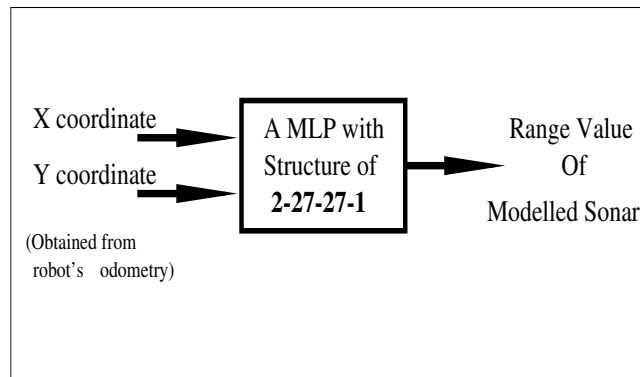 X coordinate
Y coordinate
(Obtained from
robot's odometry)
A MLP with
Structure of
2-27-27-1
Range Value
Of
Modelled Sonar